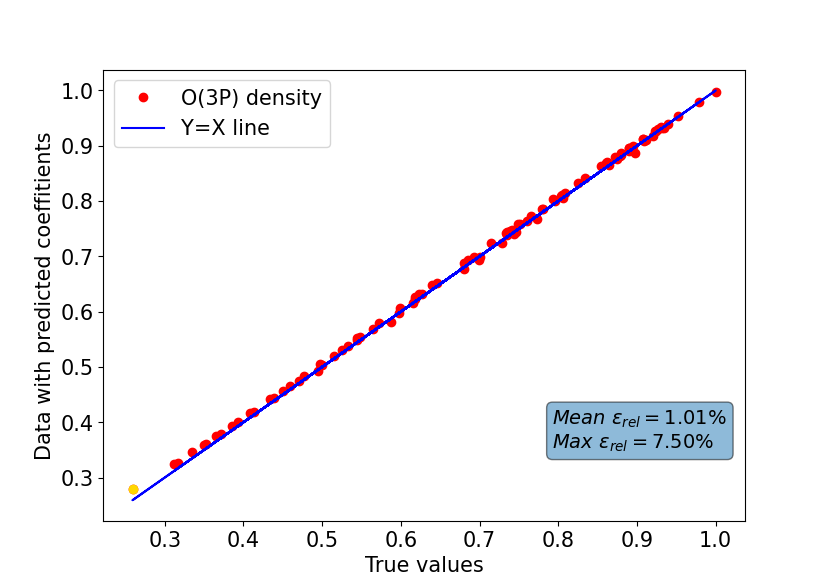 O(3P) density
Y=X line
1.0
0.9
0.8
0.7
0.6
0.5
0.4
0.3
Data with predicted coeffitients
Mean ε_rel = 1.01%
Max ε_rel = 7.50%
0.3 0.4 0.5 0.6 0.7 0.8 0.9 1.0
True values